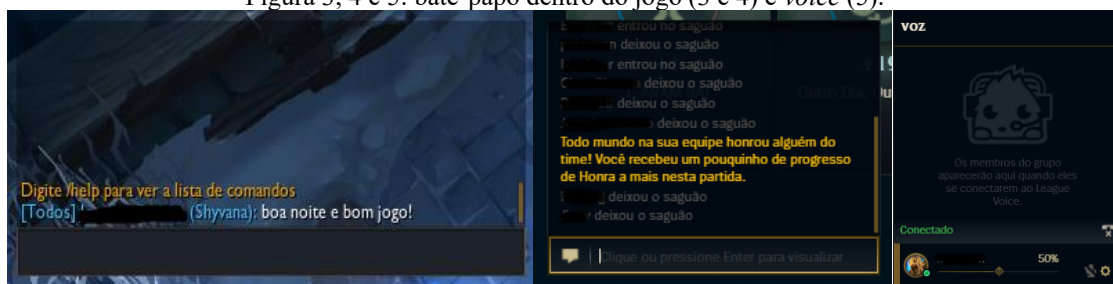 Figura 3, 4 e 5: bate-papo dentro do jogo (3 e 4) e voice (5).
Digite /help para ver a lista de comandos
[Todos] (Shyvana): boa noite e bom jogo!
entrou no saguão
deixou o saguão
entrou no saguão
deixou o saguão
deixou o saguão
deixou o saguão
Todo mundo na sua equipe honrou alguém do
time! Você recebeu um pouquinho de progresso
de Honra a mais nesta partida.
deixou o saguão
deixou o saguão
Clique ou pressione Enter para visualizar
Outro Dia, Ou
voz
Os membros do grupo
aparecerão aqui quando eles
se conectarem ao League
Voice.
Conectado
50%